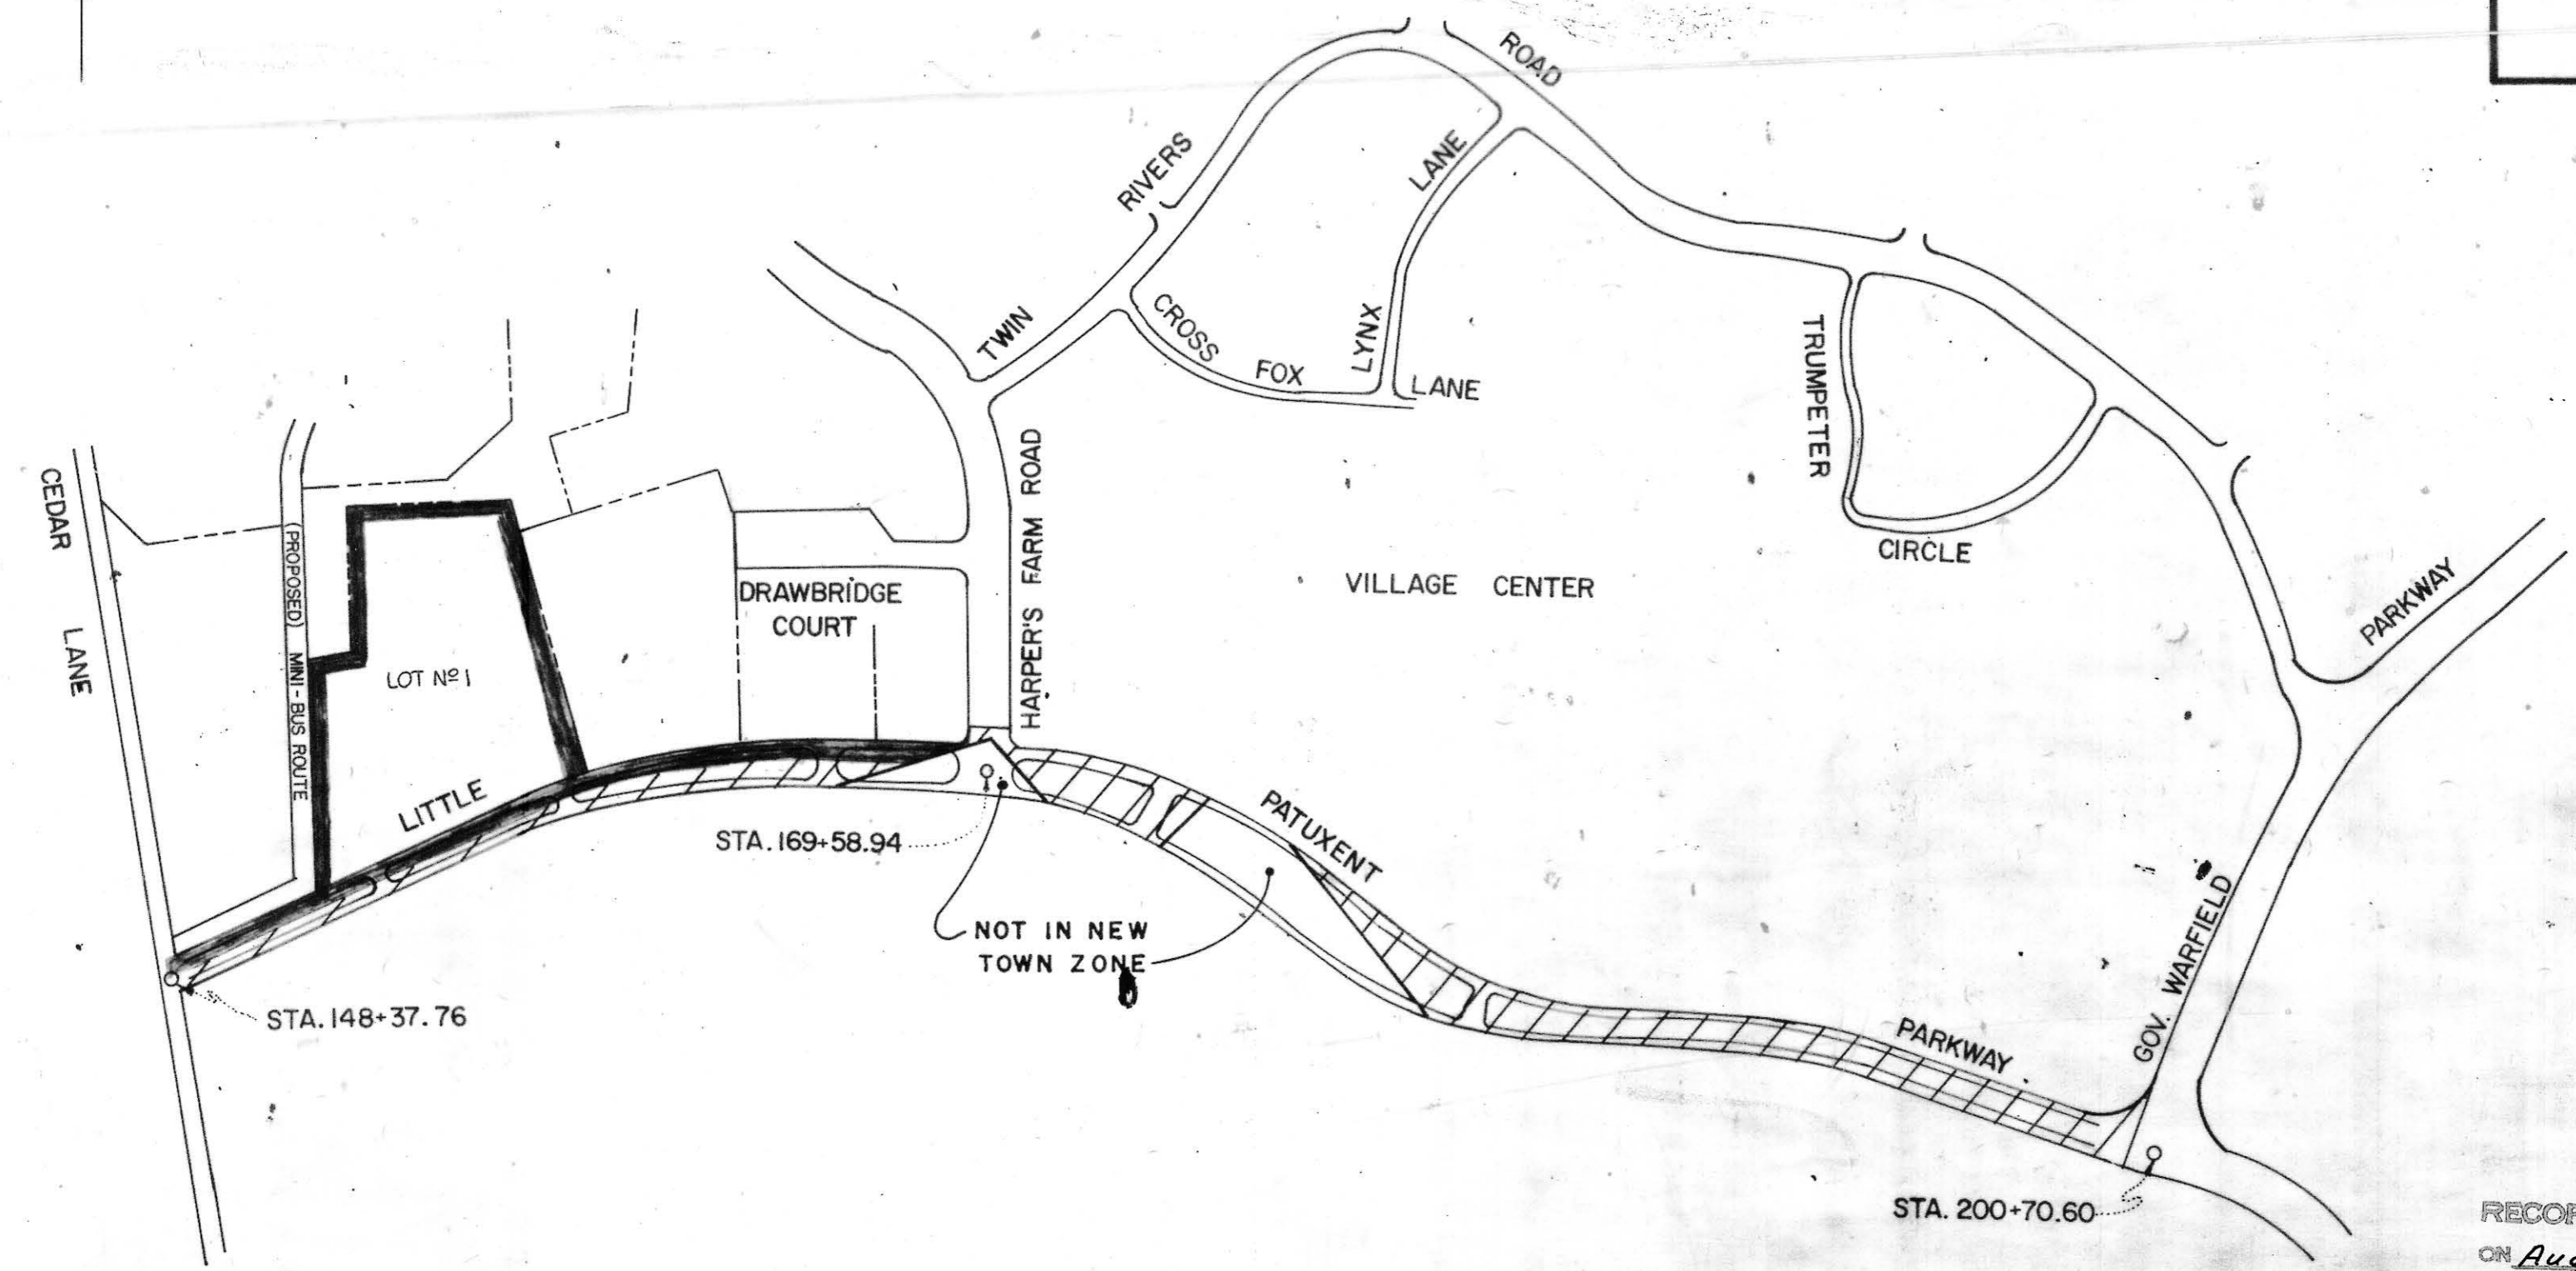 ROAD
RIVERS
LANE
TWIN
CROSS
FOX
LYNX
LANE
TRUMPETER
CIRCLE
CEDAR
LANE
(PROPOSED) MINI-BUS ROUTE
LOT Nº 1
DRAWBRIDGE
COURT
HARPER'S FARM ROAD
VILLAGE CENTER
PARKWAY
LITTLE
PATUXENT
PARKWAY
GOV. WARFIELD
STA. 169+58.94
NOT IN NEW
TOWN ZONE
STA. 148+37.76
STA. 200+70.60
ON